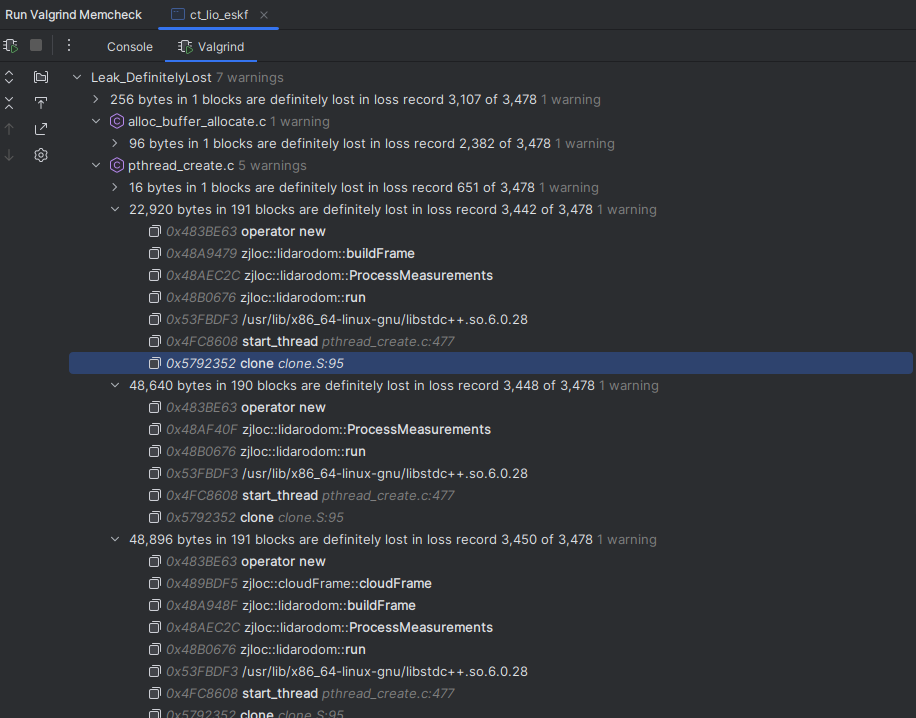 Run Valgrind Memcheck ct_lio_eskf
Console Valgrind
Leak_DefinitelyLost 7 warnings
256 bytes in 1 blocks are definitely lost in loss record 3,107 of 3,478 1 warning
alloc_buffer_allocate.c 1 warning
96 bytes in 1 blocks are definitely lost in loss record 2,382 of 3,478 1 warning
pthread_create.c 5 warnings
16 bytes in 1 blocks are definitely lost in loss record 651 of 3,478 1 warning
22,920 bytes in 191 blocks are definitely lost in loss record 3,442 of 3,478 1 warning
0x483BE63 operator new
0x48A9479 zjloc::lidarodom::buildFrame
0x48AEC2C zjloc::lidarodom::ProcessMeasurements
0x48B0676 zjloc::lidarodom::run
0x53FBDF3 /usr/lib/x86_64-linux-gnu/libstdc++.so.6.0.28
0x4FC8608 start_thread pthread_create.c:477
0x5792352 clone clone.S:95
48,640 bytes in 190 blocks are definitely lost in loss record 3,448 of 3,478 1 warning
0x483BE63 operator new
0x48AF40F zjloc::lidarodom::ProcessMeasurements
0x48B0676 zjloc::lidarodom::run
0x53FBDF3 /usr/lib/x86_64-linux-gnu/libstdc++.so.6.0.28
0x4FC8608 start_thread pthread_create.c:477
0x5792352 clone clone.S:95
48,896 bytes in 191 blocks are definitely lost in loss record 3,450 of 3,478 1 warning
0x483BE63 operator new
0x489BDF5 zjloc::cloudFrame::cloudFrame
0x48A948F zjloc::lidarodom::buildFrame
0x48AEC2C zjloc::lidarodom::ProcessMeasurements
0x48B0676 zjloc::lidarodom::run
0x53FBDF3 /usr/lib/x86_64-linux-gnu/libstdc++.so.6.0.28
0x4FC8608 start_thread pthread_create.c:477
0x5792352 clone clone.S:95